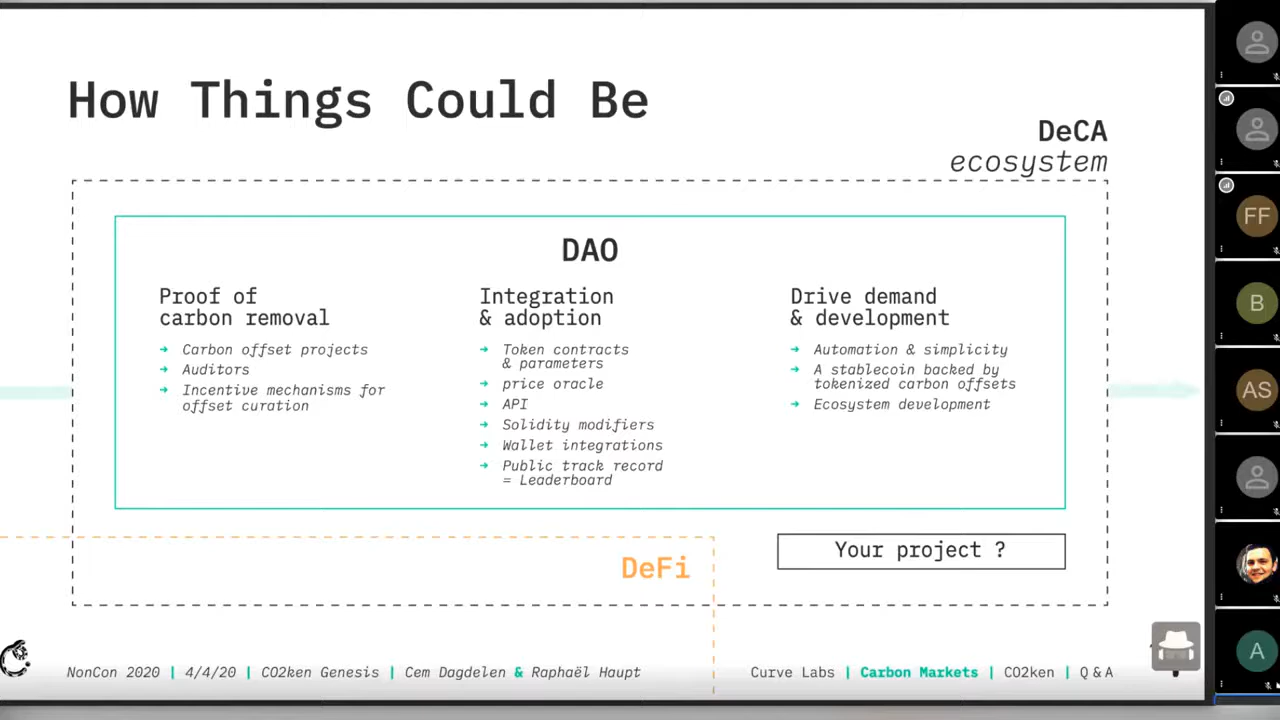 How Things Could Be
DeCA
ecosystem
DAO
Proof of
carbon removal
➔ Carbon offset projects
➔ Auditors
➔ Incentive mechanisms for
offset curation
Integration
& adoption
➔ Token contracts
& parameters
➔ price oracle
➔ API
➔ Solidity modifiers
➔ Wallet integrations
➔ Public track record
= Leaderboard
Drive demand
& development
➔ Automation & simplicity
➔ A stablecoin backed by
tokenized carbon offsets
➔ Ecosystem development
DeFi
Your project ?
NonCon 2020 | 4/4/20 | CO2ken Genesis | Cem Dagdelen & Raphaël Haupt
Curve Labs | Carbon Markets | CO2ken | Q & A
FF
B
AS
A